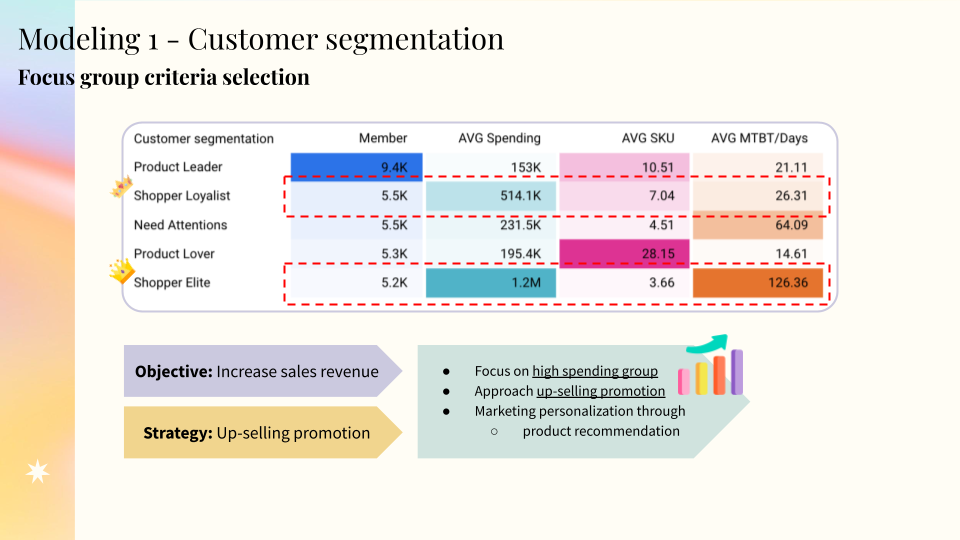 Modeling 1 - Customer segmentation
Focus group criteria selection
Customer segmentation Member AVG Spending AVG SKU AVG MTBT/Days
Product Leader 9.4K 153K 10.51 21.11
Shopper Loyalist 5.5K 514.1K 7.04 26.31
Need Attentions 5.5K 231.5K 4.51 64.09
Product Lover 5.3K 195.4K 28.15 14.61
Shopper Elite 5.2K 1.2M 3.66 126.36
Objective: Increase sales revenue
Strategy: Up-selling promotion
● Focus on high spending group
● Approach up-selling promotion
● Marketing personalization through
○ product recommendation